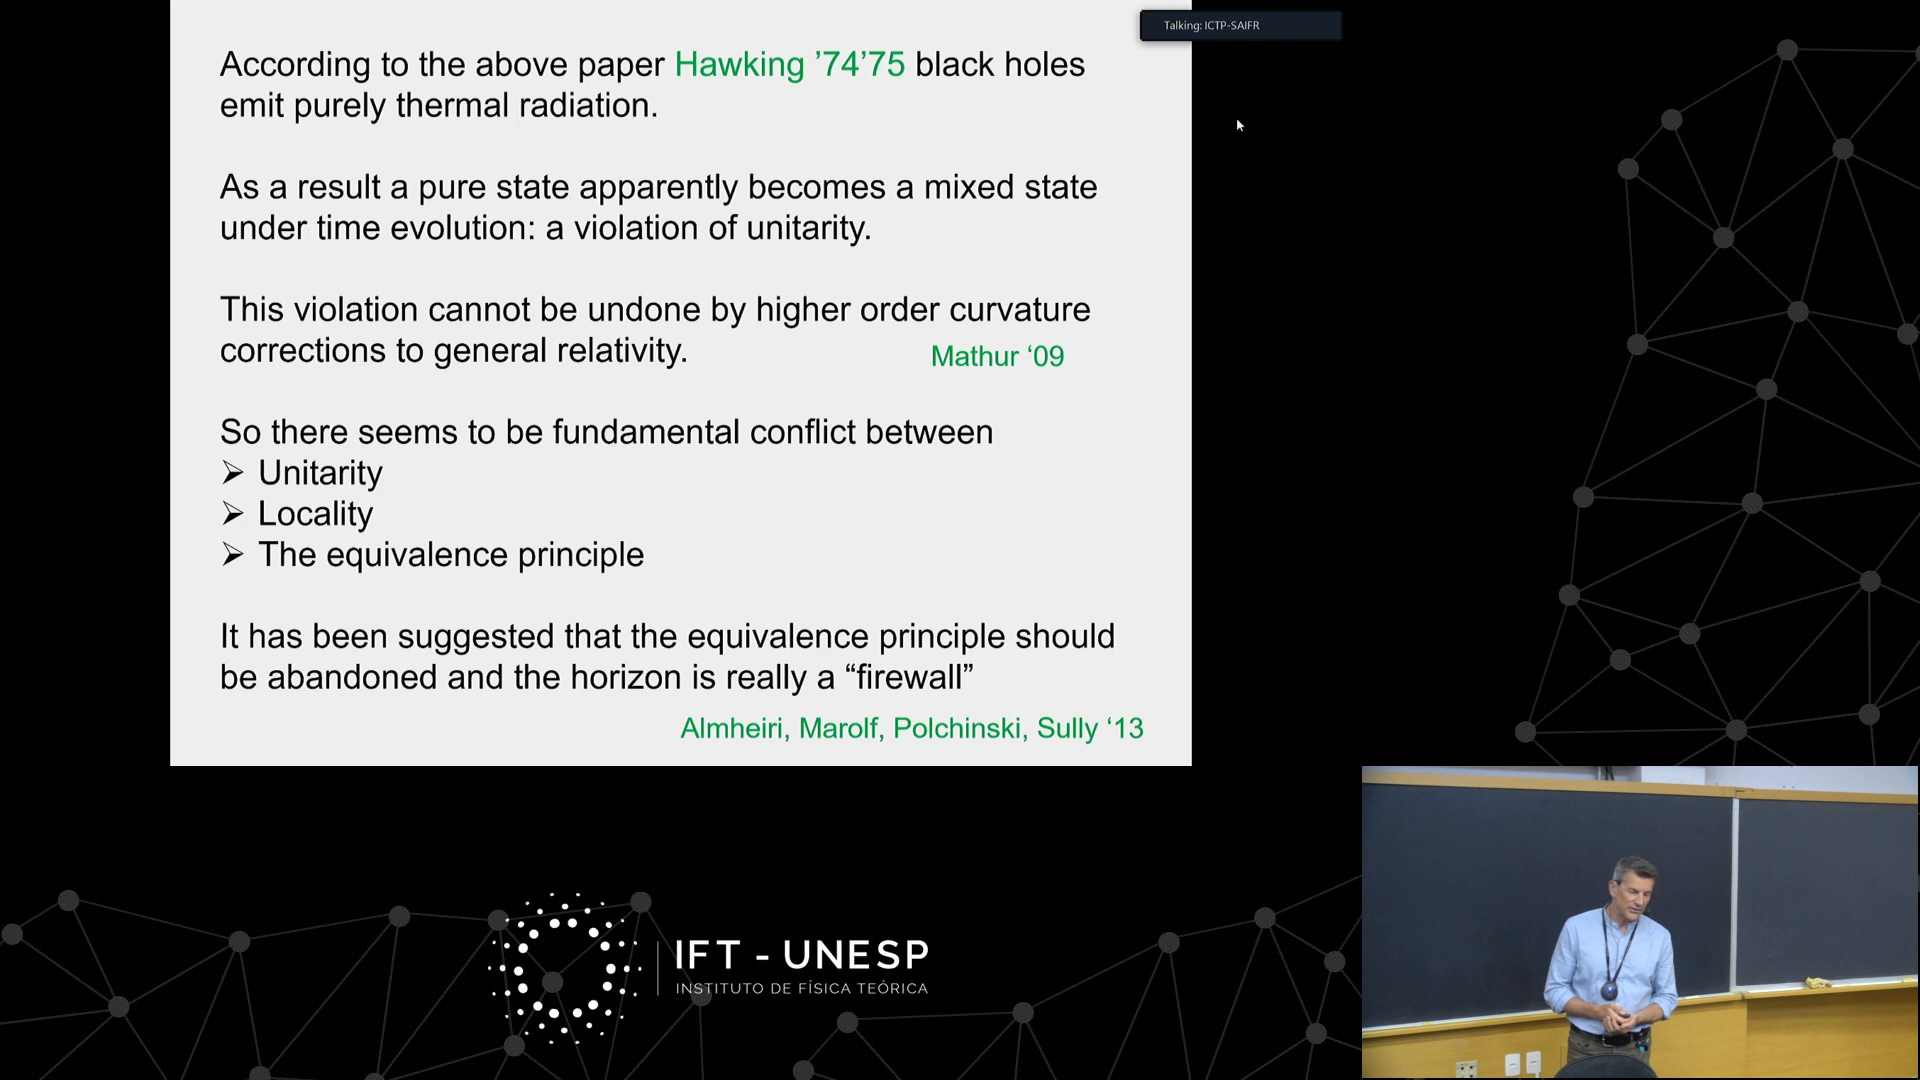 Talking: ICTP-SAIFR
According to the above paper Hawking ’74’75 black holes
emit purely thermal radiation.
As a result a pure state apparently becomes a mixed state
under time evolution: a violation of unitarity.
This violation cannot be undone by higher order curvature
corrections to general relativity.
Mathur ‘09
So there seems to be fundamental conflict between
➢ Unitarity
➢ Locality
➢ The equivalence principle
It has been suggested that the equivalence principle should
be abandoned and the horizon is really a “firewall”
Almheiri, Marolf, Polchinski, Sully ‘13
IFT - UNESP
INSTITUTO DE FÍSICA TEÓRICA